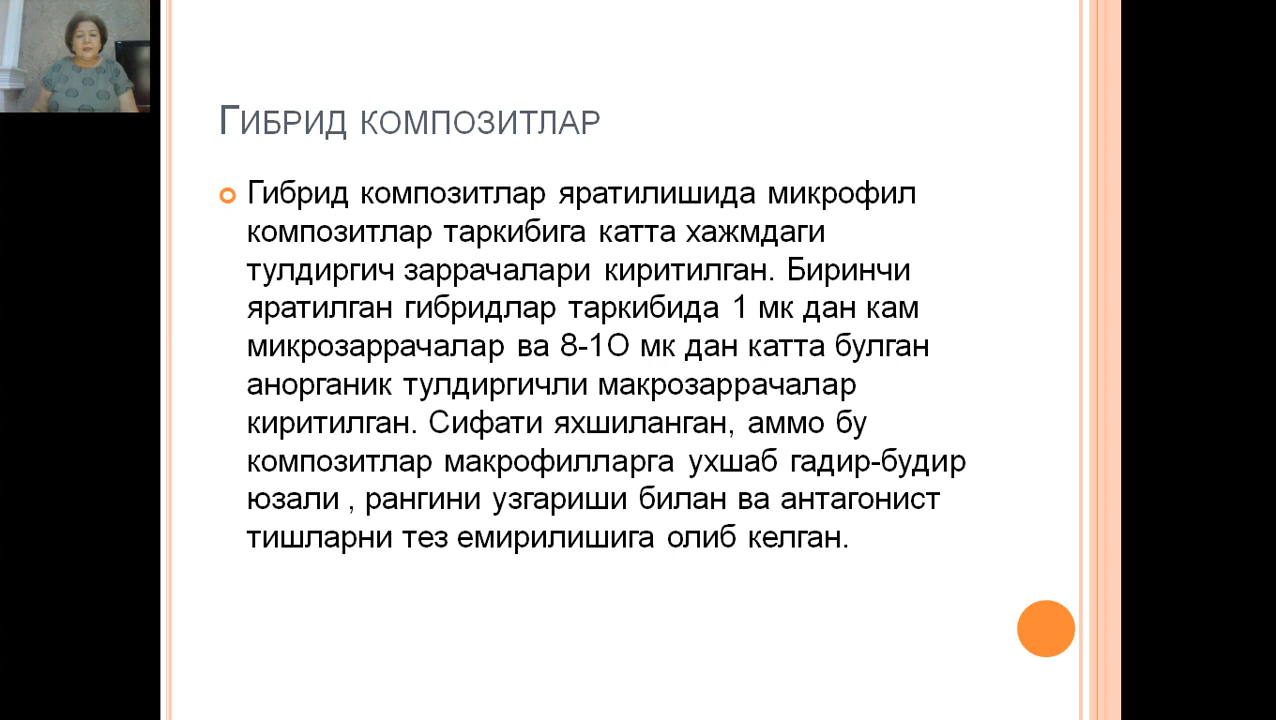 Гибрид композитлар
Гибрид композитлар яратилишида микрофил
композитлар таркибига катта хажмдаги
тулдиргич заррачалари киритилган. Биринчи
яратилган гибридлар таркибида 1 мк дан кам
микрозаррачалар ва 8-1О мк дан катта булган
анорганик тулдиргичли макрозаррачалар
киритилган. Сифати яхшиланган, аммо бу
композитлар макрофилларга ухшаб гадир-будир
юзали , рангини узгариши билан ва антагонист
тишларни тез емирилишига олиб келган.